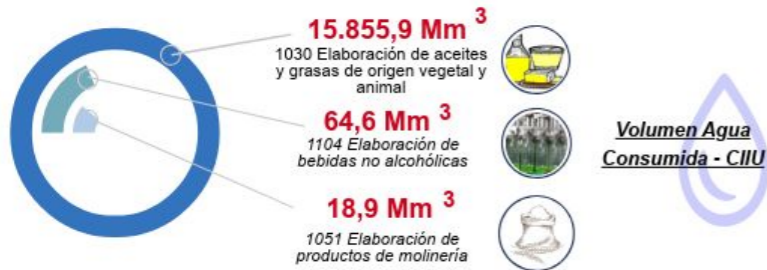 15.855,9 Mm ³
1030 Elaboración de aceites
y grasas de origen vegetal y
animal
64,6 Mm ³
1104 Elaboración de
bebidas no alcohólicas
18,9 Mm ³
1051 Elaboración de
productos de molinería
Volumen Agua
Consumida - CIIU